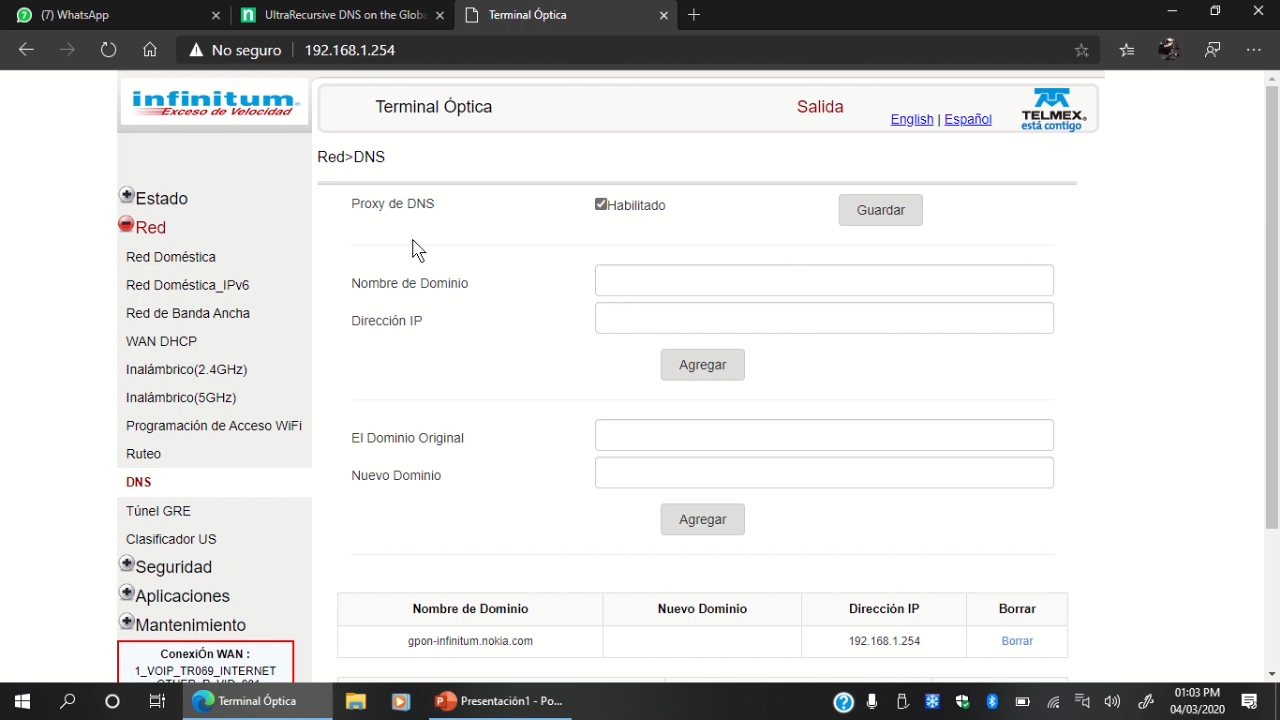 (7) WhatsApp
UltraRecursive DNS on the Globa
Terminal Óptica
No seguro
192.168.1.254
infinitum
Exceso de Velocidad
Terminal Óptica
Salida
English | Español
TELMEX
está contigo
Red>DNS
Estado
Red
Red Doméstica
Red Doméstica_IPv6
Red de Banda Ancha
WAN DHCP
Inalámbrico(2.4GHz)
Inalámbrico(5GHz)
Programación de Acceso WiFi
Ruteo
DNS
Túnel GRE
Clasificador US
Seguridad
Aplicaciones
Mantenimiento
ConexiÓn WAN :
1_VOIP_TR069_INTERNET
Proxy de DNS
Habilitado
Guardar
Nombre de Dominio
Dirección IP
Agregar
El Dominio Original
Nuevo Dominio
Agregar
Nombre de Dominio Nuevo Dominio Dirección IP Borrar
gpon-infinitum.nokia.com 192.168.1.254 Borrar
Terminal Óptica
Presentación1 - Po...
01:03 PM
04/03/2020